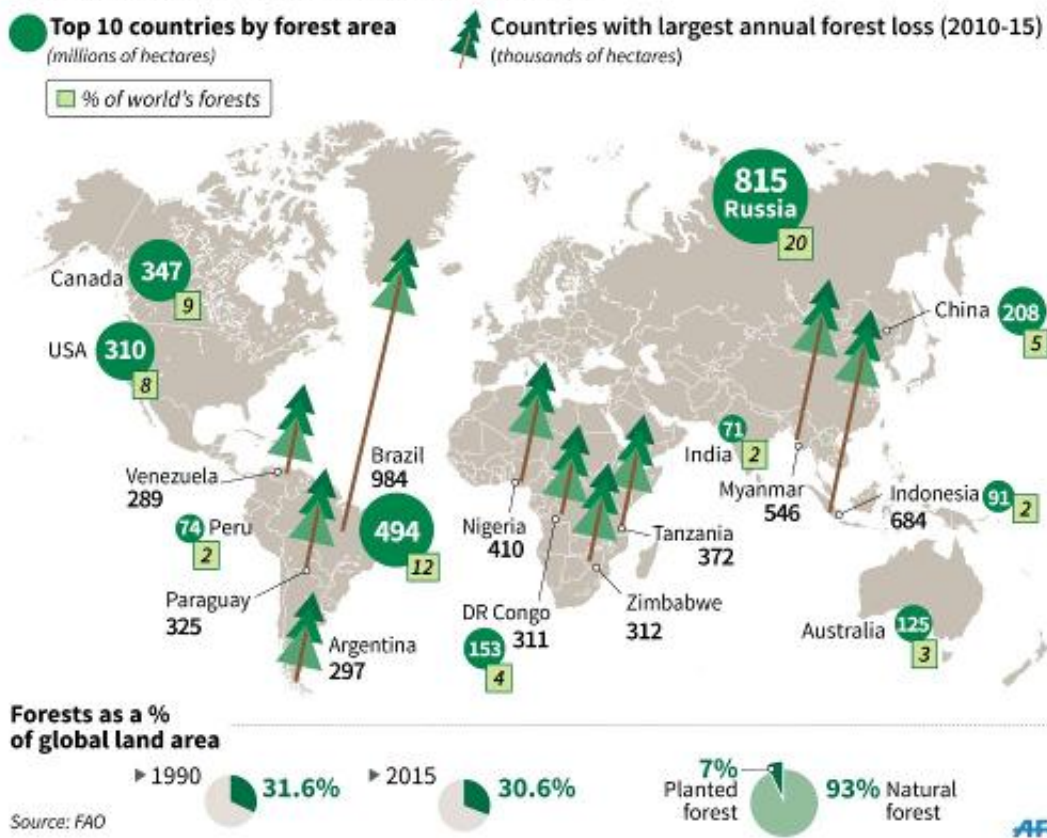 Top 10 countries by forest area
(millions of hectares)
% of world's forests
Countries with largest annual forest loss (2010-15)
(thousands of hectares)
815
Russia
20
Canada
347
9
USA
310
8
China
208
5
India
71
2
Venezuela
289
Brazil
984
494
12
74
Peru
2
Paraguay
325
Argentina
297
Nigeria
410
DR Congo
311
153
4
Tanzania
372
Zimbabwe
312
Myanmar
546
Indonesia
684
91
2
Australia
125
3
Forests as a %
of global land area
1990
31.6%
2015
30.6%
7%
Planted
forest
93% Natural
forest
Source: FAO